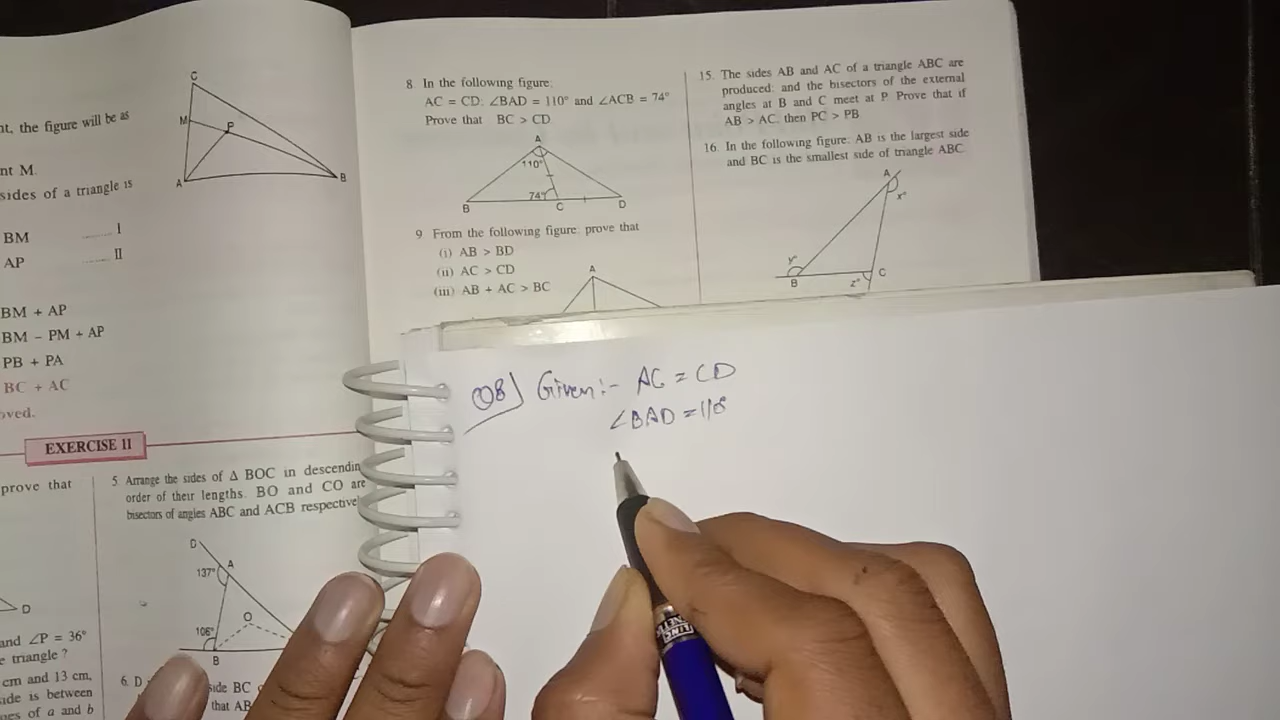 nt, the figure will be as
nt M.
sides of a triangle is
BM ........ I
AP ........ II
BM + AP
BM – PM + AP
PB + PA
BC + AC
oved.
C
M
P
A
B
EXERCISE 11
prove that
D
and ∠P = 36°
e triangle ?
cm and 13 cm,
side is between
es of a and b
5. Arrange the sides of Δ BOC in descendin
order of their lengths. BO and CO are
bisectors of angles ABC and ACB respectivel
D
A
137°
O
106°
B
6. D
side BC
that AB
8. In the following figure;
AC = CD; ∠BAD = 110° and ∠ACB = 74°
Prove that BC > CD
A
110°
74°
B
C
D
9 From the following figure; prove that
(i) AB > BD
(ii) AC > CD
(iii) AB + AC > BC
A
15. The sides AB and AC of a triangle ABC are
produced; and the bisectors of the external
angles at B and C meet at P. Prove that if
AB > AC, then PC > PB
16. In the following figure; AB is the largest side
and BC is the smallest side of triangle ABC.
A
x°
y°
B
z°
C
Q8) Given:- AC = CD
∠BAD = 110°